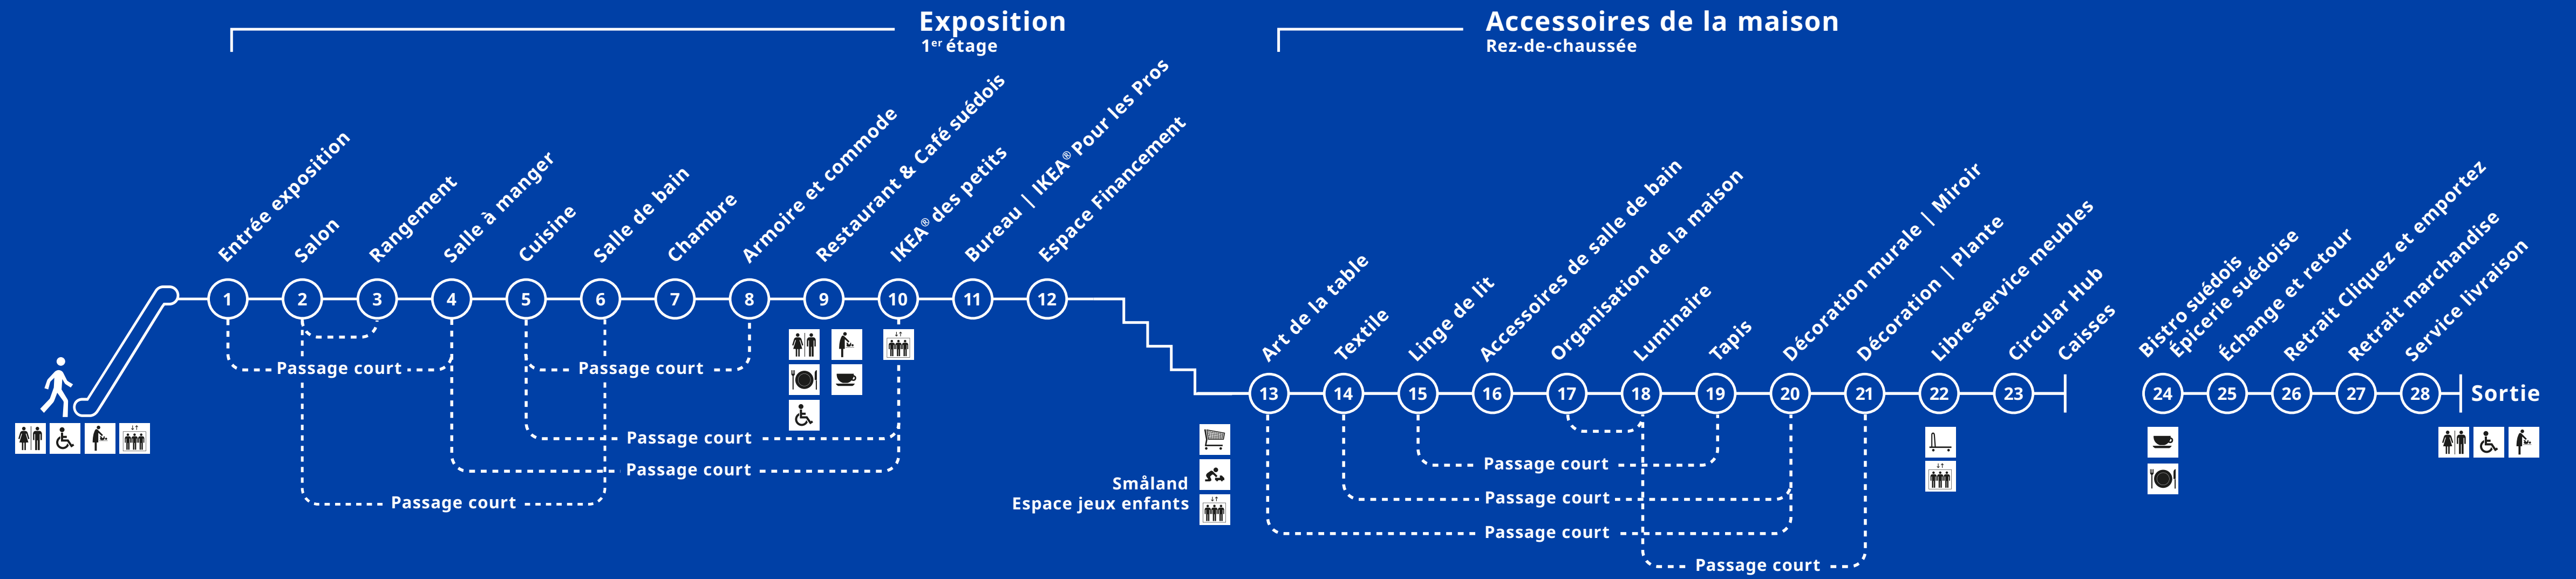 Exposition
1er étage
Accessoires de la maison
Rez-de-chaussée
Entrée exposition
Salon
Rangement
Salle à manger
Cuisine
Salle de bain
Chambre
Armoire et commode
Restaurant & Café suédois
IKEA® des petits
Bureau | IKEA® Pour les Pros
Espace Financement
1
2
3
4
5
6
7
8
9
10
11
12
Art de la table
Textile
Linge de lit
Accessoires de salle de bain
Organisation de la maison
Luminaire
Tapis
Décoration murale | Miroir
Décoration | Plante
Libre-service meubles
Circular Hub
Caisses
Bistro suédois
Épicerie suédoise
Échange et retour
Retrait Cliquez et emportez
Retrait marchandise
Service livraison
13
14
15
16
17
18
19
20
21
22
23
24
25
26
27
28
Sortie
Passage court
Passage court
Passage court
Passage court
Passage court
Småland
Espace jeux enfants
Passage court
Passage court
Passage court
Passage court